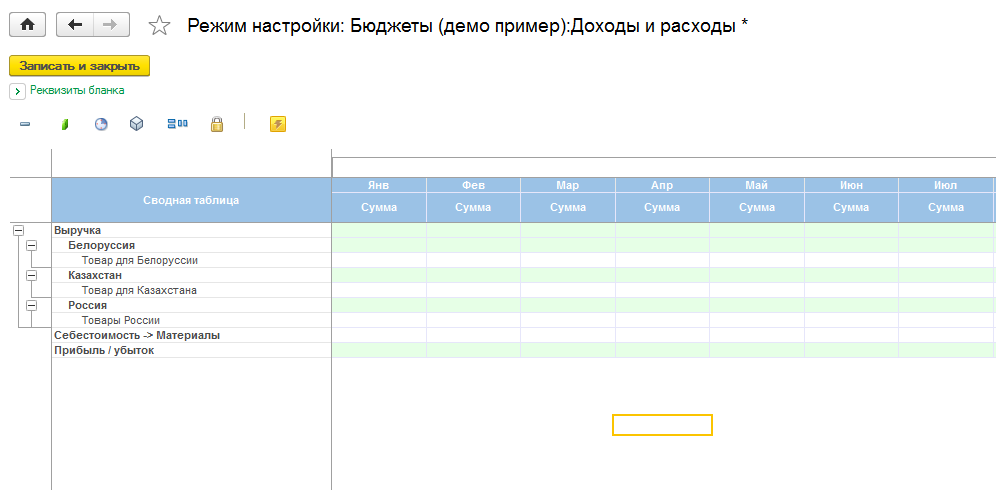 Режим настройки: Бюджеты (демо пример):Доходы и расходы *
Записать и закрыть
Реквизиты бланка
Сводная таблица
Янв Фев Мар Апр Май Июн Июл
Сумма Сумма Сумма Сумма Сумма Сумма Сумма
Выручка
Белоруссия
Товар для Белоруссии
Казахстан
Товар для Казахстана
Россия
Товары России
Себестоимость -> Материалы
Прибыль / убыток